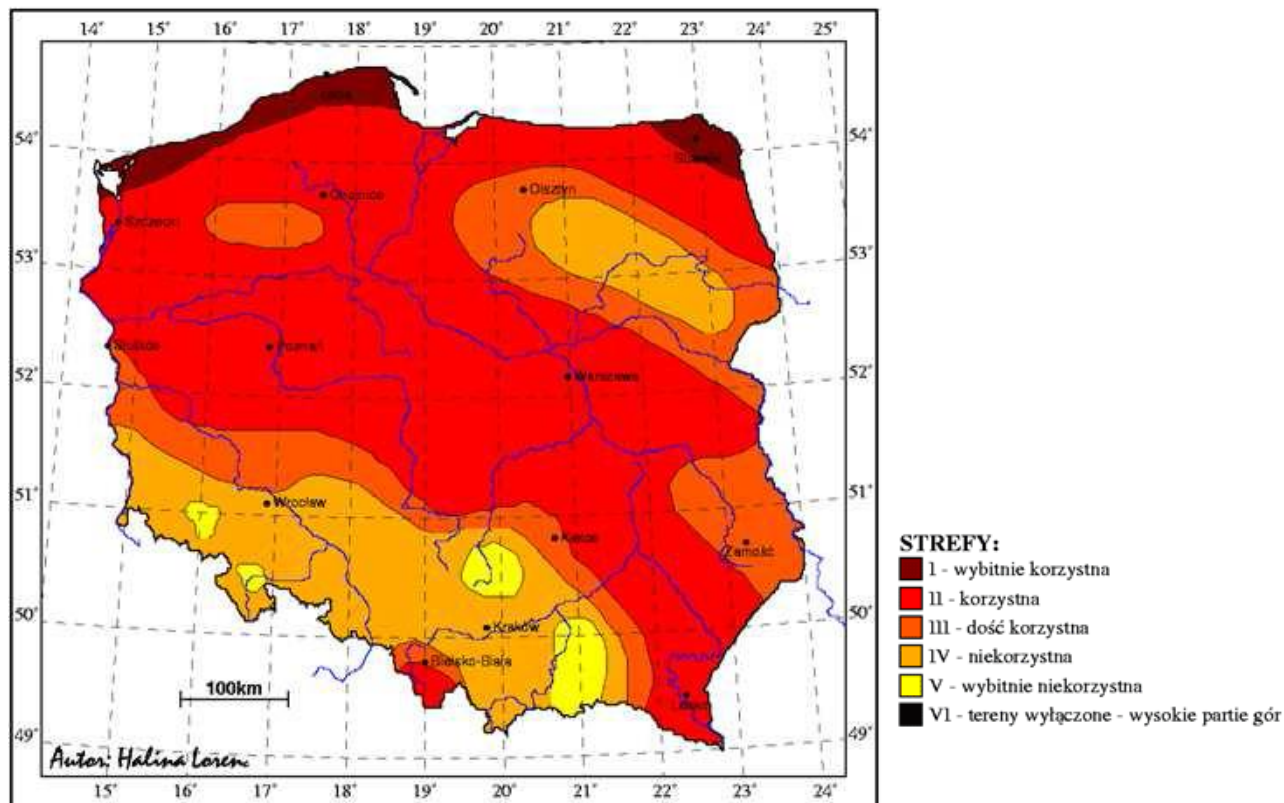 14° 15° 16° 17° 18° 19° 20° 21° 22° 23° 24° 25°
54° 54°
Olsztyn
Chojnice
Szczecin
53° 53°
Słubice Poznań
52° Warszawa 52°
51° Wrocław 51°
Kielce Zamość
50° Kraków 50°
Bielsko-Biała
100km
49° 49°
Autor: Halina Lorenc
15° 16° 17° 18° 19° 20° 21° 22° 23° 24°
STREFY:
I - wybitnie korzystna
II - korzystna
III - dość korzystna
IV - niekorzystna
V - wybitnie niekorzystna
VI - tereny wyłączone - wysokie partie gór